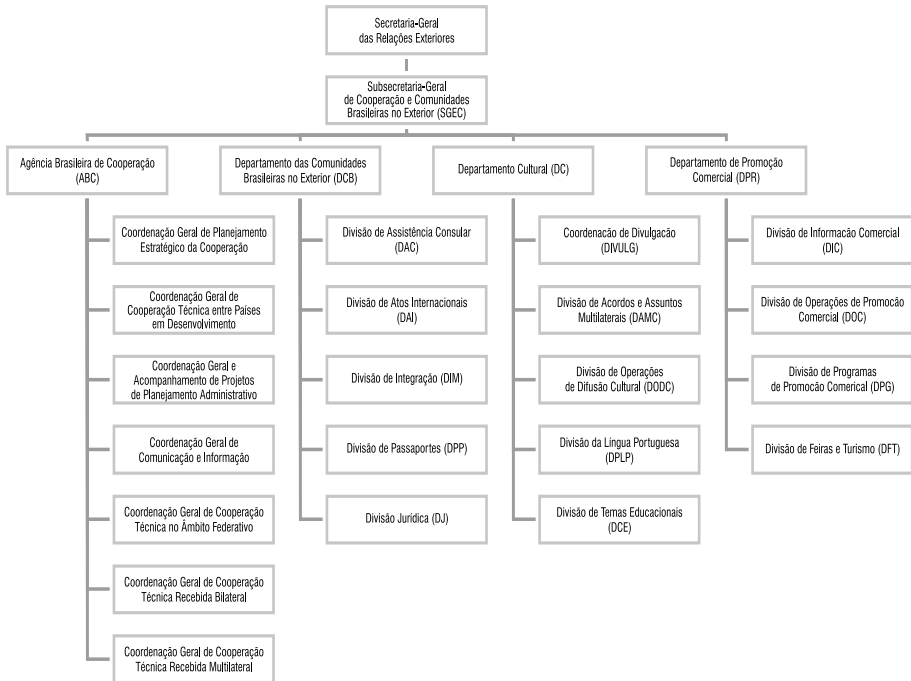 Secretaria-Geral
das Relações Exteriores
Subsecretaria-Geral
de Cooperação e Comunidades
Brasileiras no Exterior (SGEC)
Agência Brasileira de Cooperação
(ABC)
Coordenação Geral de Planejamento
Estratégico da Cooperação
Coordenação Geral de
Cooperação Técnica entre Países
em Desenvolvimento
Coordenação Geral e
Acompanhamento de Projetos
de Planejamento Administrativo
Coordenação Geral de
Comunicação e Informação
Coordenação Geral de Cooperação
Técnica no Âmbito Federativo
Coordenação Geral de Cooperação
Técnica Recebida Bilateral
Coordenação Geral de Cooperação
Técnica Recebida Multilateral
Departamento das Comunidades
Brasileiras no Exterior (DCB)
Divisão de Assistência Consular
(DAC)
Divisão de Atos Internacionais
(DAI)
Divisão de Integração (DIM)
Divisão de Passaportes (DPP)
Divisão Jurídica (DJ)
Departamento Cultural (DC)
Coordenação de Divulgacão
(DIVULG)
Divisão de Acordos e Assuntos
Multilaterais (DAMC)
Divisão de Operações
de Difusão Cultural (DODC)
Divisão da Língua Portuguesa
(DPLP)
Divisão de Temas Educacionais
(DCE)
Departamento de Promoção
Comercial (DPR)
Divisão de Informacão Comercial
(DIC)
Divisão de Operações de Promocão
Comercial (DOC)
Divisão de Programas
de Promocão Comerical (DPG)
Divisão de Feiras e Turismo (DFT)